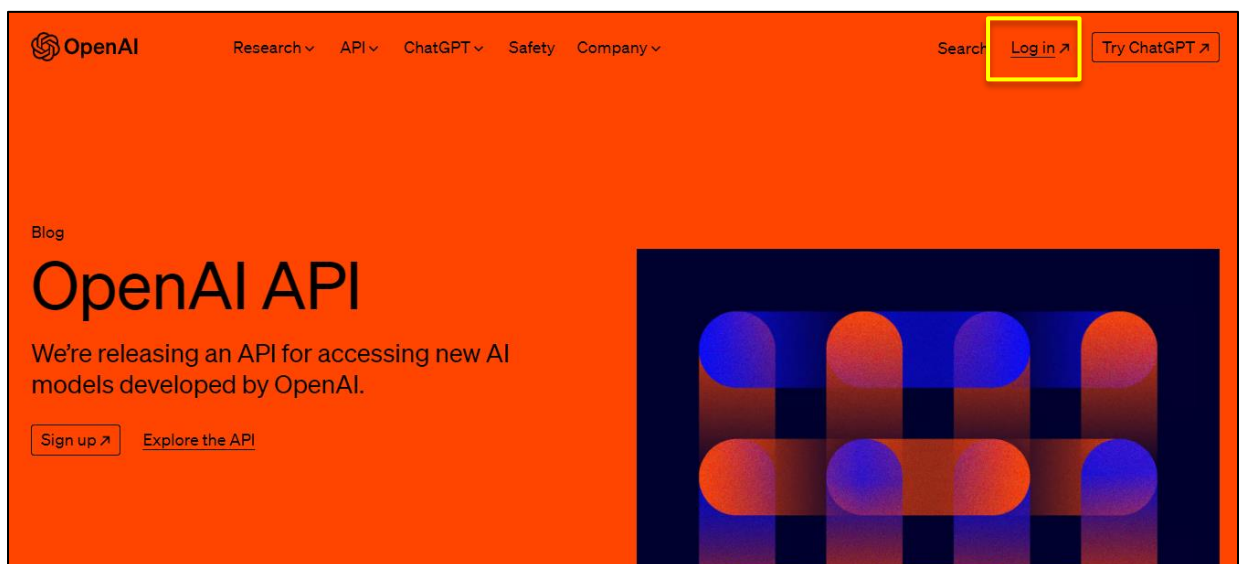 OpenAI Research API ChatGPT Safety Company Search Log in ↗ Try ChatGPT ↗
Blog
OpenAI API
We’re releasing an API for accessing new AI
models developed by OpenAI.
Sign up ↗ Explore the API